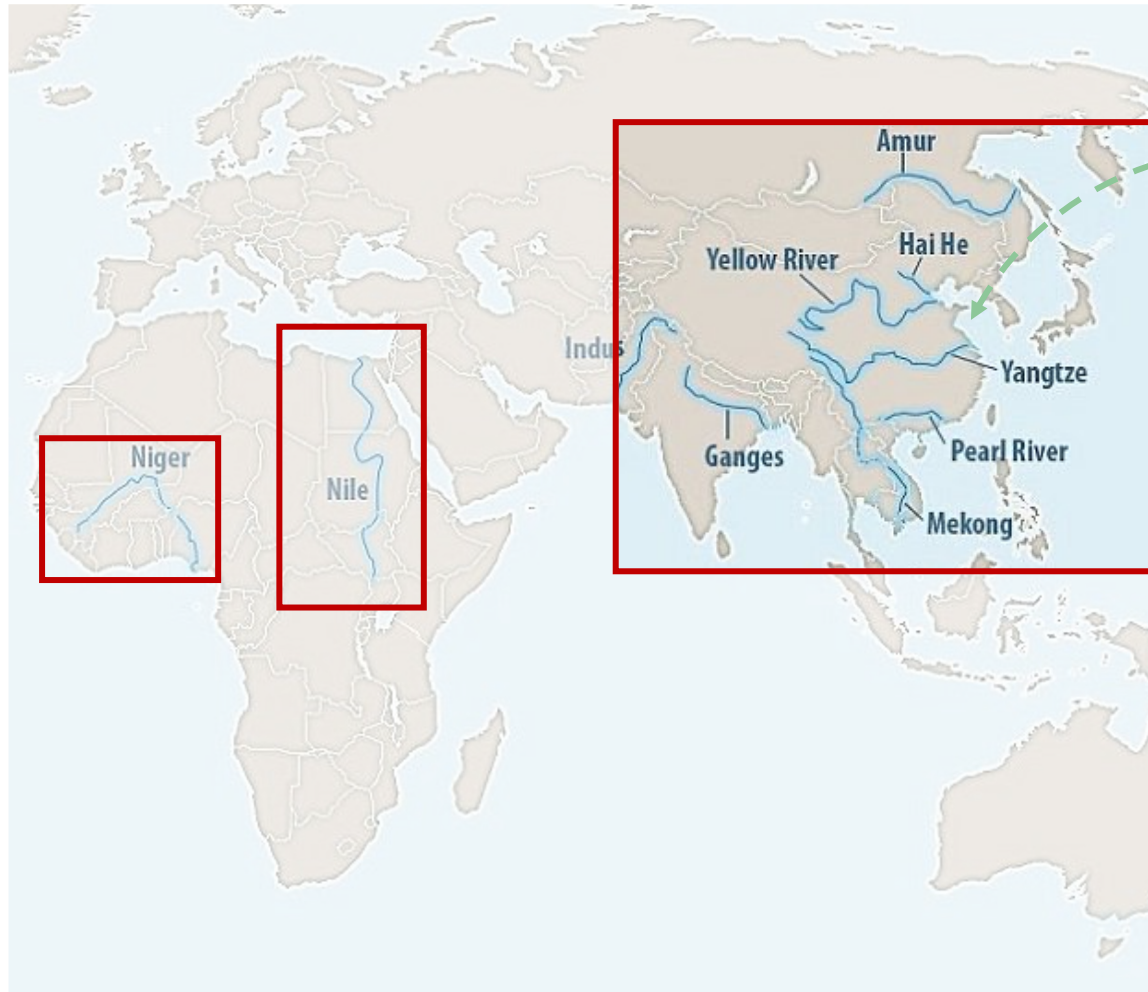 Amur
Hai He
Yellow River
Indus
Yangtze
Ganges
Pearl River
Niger
Nile
Mekong